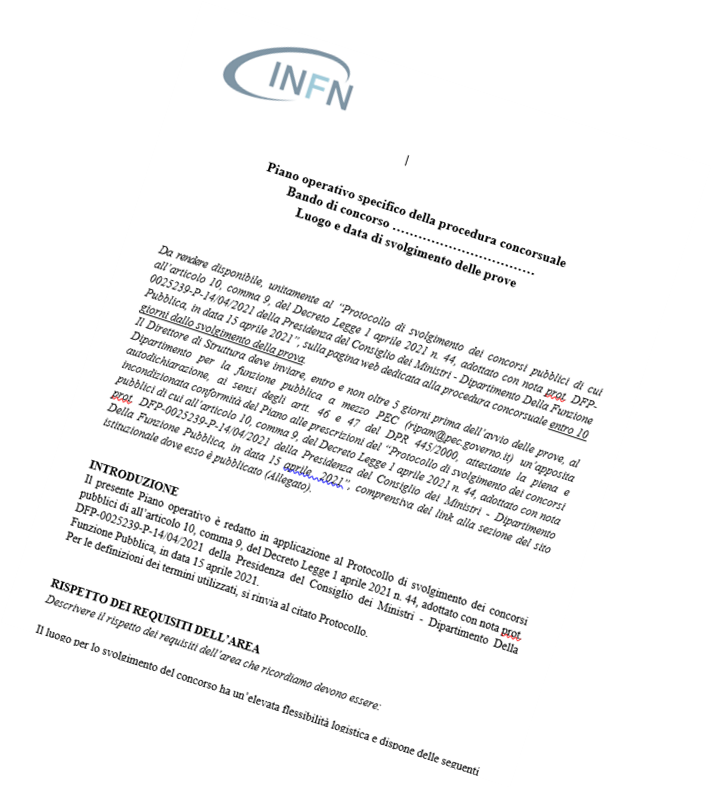 INFN
Piano operativo specifico della procedura concorsuale
Bando di concorso ……………………………
Luogo e data di svolgimento delle prove
Da rendere disponibile, unitamente al “Protocollo di svolgimento dei concorsi pubblici di cui
all’articolo 10, comma 9, del Decreto Legge 1 aprile 2021 n. 44, adottato con nota prot. DFP-
0025239-P-14/04/2021 della Presidenza del Consiglio dei Ministri - Dipartimento Della Funzione
Pubblica, in data 15 aprile 2021”, sulla pagina web dedicata alla procedura concorsuale entro 10
giorni dallo svolgimento della prova.
Il Direttore di Struttura deve inviare, entro e non oltre 5 giorni prima dell’avvio delle prove, al
Dipartimento per la funzione pubblica a mezzo PEC (ripam@pec.governo.it) un’apposita
autodichiarazione, ai sensi degli artt. 46 e 47 del DPR 445/2000, attestante la piena e
incondizionata conformità del Piano alle prescrizioni del “Protocollo di svolgimento dei concorsi
pubblici di cui all’articolo 10, comma 9, del Decreto Legge 1 aprile 2021 n. 44, adottato con nota
prot. DFP-0025239-P-14/04/2021 della Presidenza del Consiglio dei Ministri - Dipartimento
Della Funzione Pubblica, in data 15 aprile 2021”, comprensiva del link alla sezione del sito
istituzionale dove esso è pubblicato (Allegato).
INTRODUZIONE
Il presente Piano operativo è redatto in applicazione al Protocollo di svolgimento dei concorsi
pubblici di all’articolo 10, comma 9, del Decreto Legge 1 aprile 2021 n. 44, adottato con nota prot.
DFP-0025239-P-14/04/2021 della Presidenza del Consiglio dei Ministri - Dipartimento Della
Funzione Pubblica, in data 15 aprile 2021.
Per le definizioni dei termini utilizzati, si rinvia al citato Protocollo.
RISPETTO DEI REQUISITI DELL’AREA
Descrivere il rispetto dei requisiti dell’area che ricordiamo devono essere:
Il luogo per lo svolgimento del concorso ha un’elevata flessibilità logistica e dispone delle seguenti